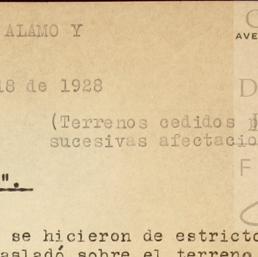 ALAMO Y
AVE
18 de 1928
D
(Terrenos cedidos
sucesivas afectacio
".
F
se hicieron de estricto
asladó sobre el terreno